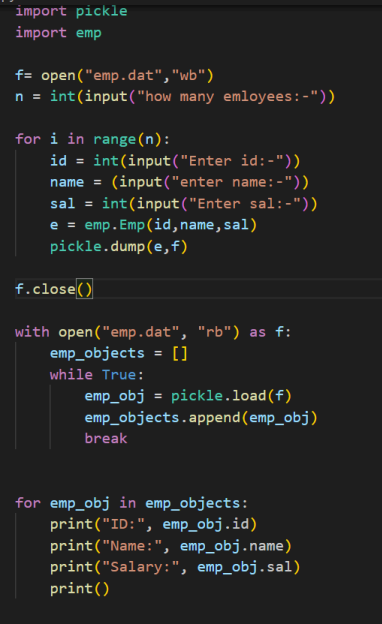 import pickle
import emp
f= open("emp.dat","wb")
n = int(input("how many emloyees:-"))
for i in range(n):
    id = int(input("Enter id:-"))
    name = (input("enter name:-"))
    sal = int(input("Enter sal:-"))
    e = emp.Emp(id,name,sal)
    pickle.dump(e,f)
f.close()
with open("emp.dat", "rb") as f:
    emp_objects = []
    while True:
        emp_obj = pickle.load(f)
        emp_objects.append(emp_obj)
        break
for emp_obj in emp_objects:
    print("ID:", emp_obj.id)
    print("Name:", emp_obj.name)
    print("Salary:", emp_obj.sal)
    print()